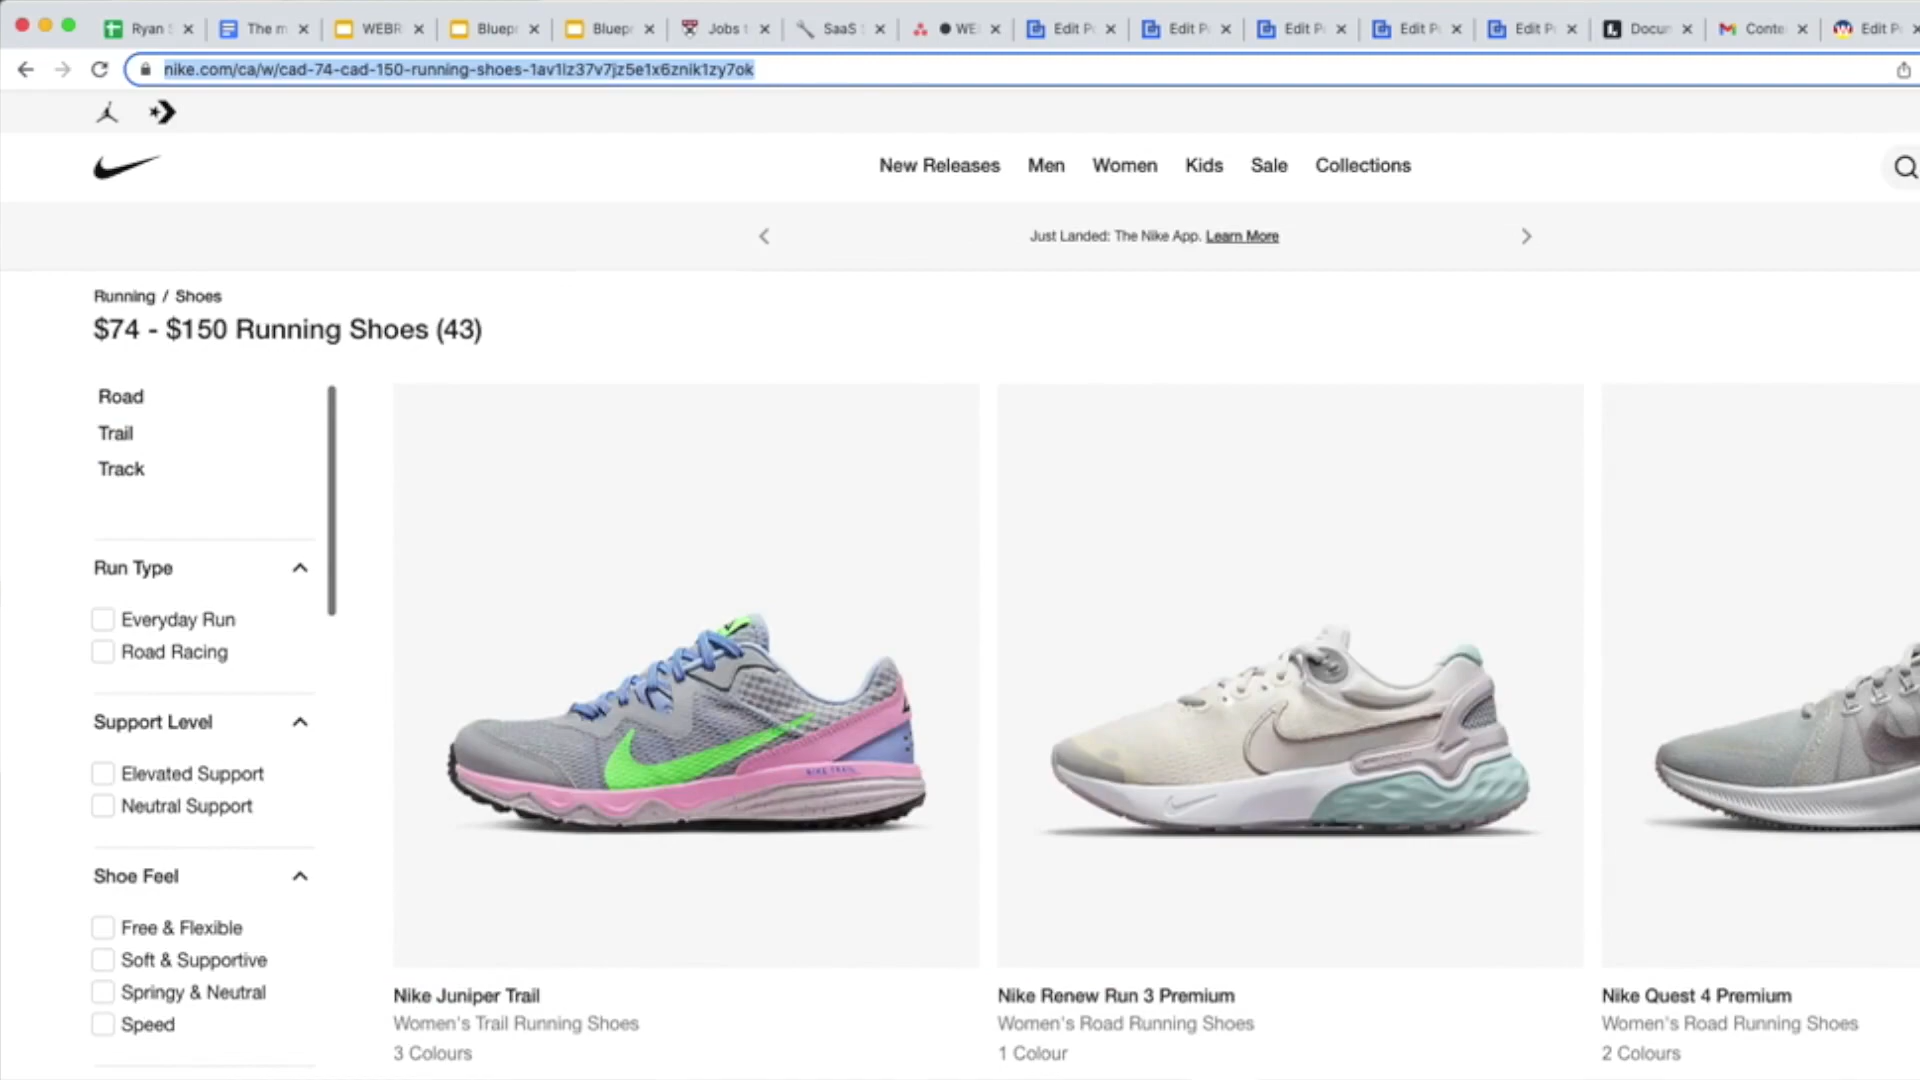 Ryan
The m
WEBR
Bluep
Bluep
Jobs t
SaaS
WE
Edit P
Edit P
Edit P
Edit P
Edit P
Docun
Conte
Edit P
nike.com/ca/w/cad-74-cad-150-running-shoes-1av1lz37v7jz5e1x6znik1zy7ok
New Releases Men Women Kids Sale Collections
Just Landed: The Nike App. Learn More
Running / Shoes
$74 - $150 Running Shoes (43)
Road
Trail
Track
Run Type
Everyday Run
Road Racing
Support Level
Elevated Support
Neutral Support
Shoe Feel
Free & Flexible
Soft & Supportive
Springy & Neutral
Speed
NIKE TRAIL
Nike Juniper Trail
Women's Trail Running Shoes
3 Colours
Nike Renew Run 3 Premium
Women's Road Running Shoes
1 Colour
Nike Quest 4 Premium
Women's Road Running Shoes
2 Colours